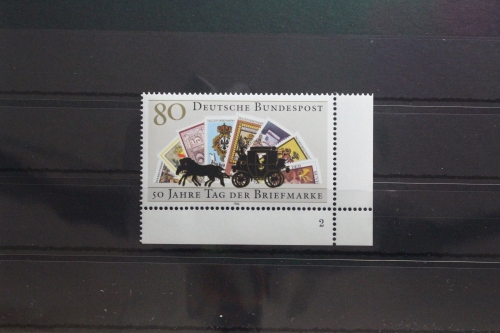 80 DEUTSCHE BUNDESPOST
50 JAHRE TAG DER BRIEFMARKE
2